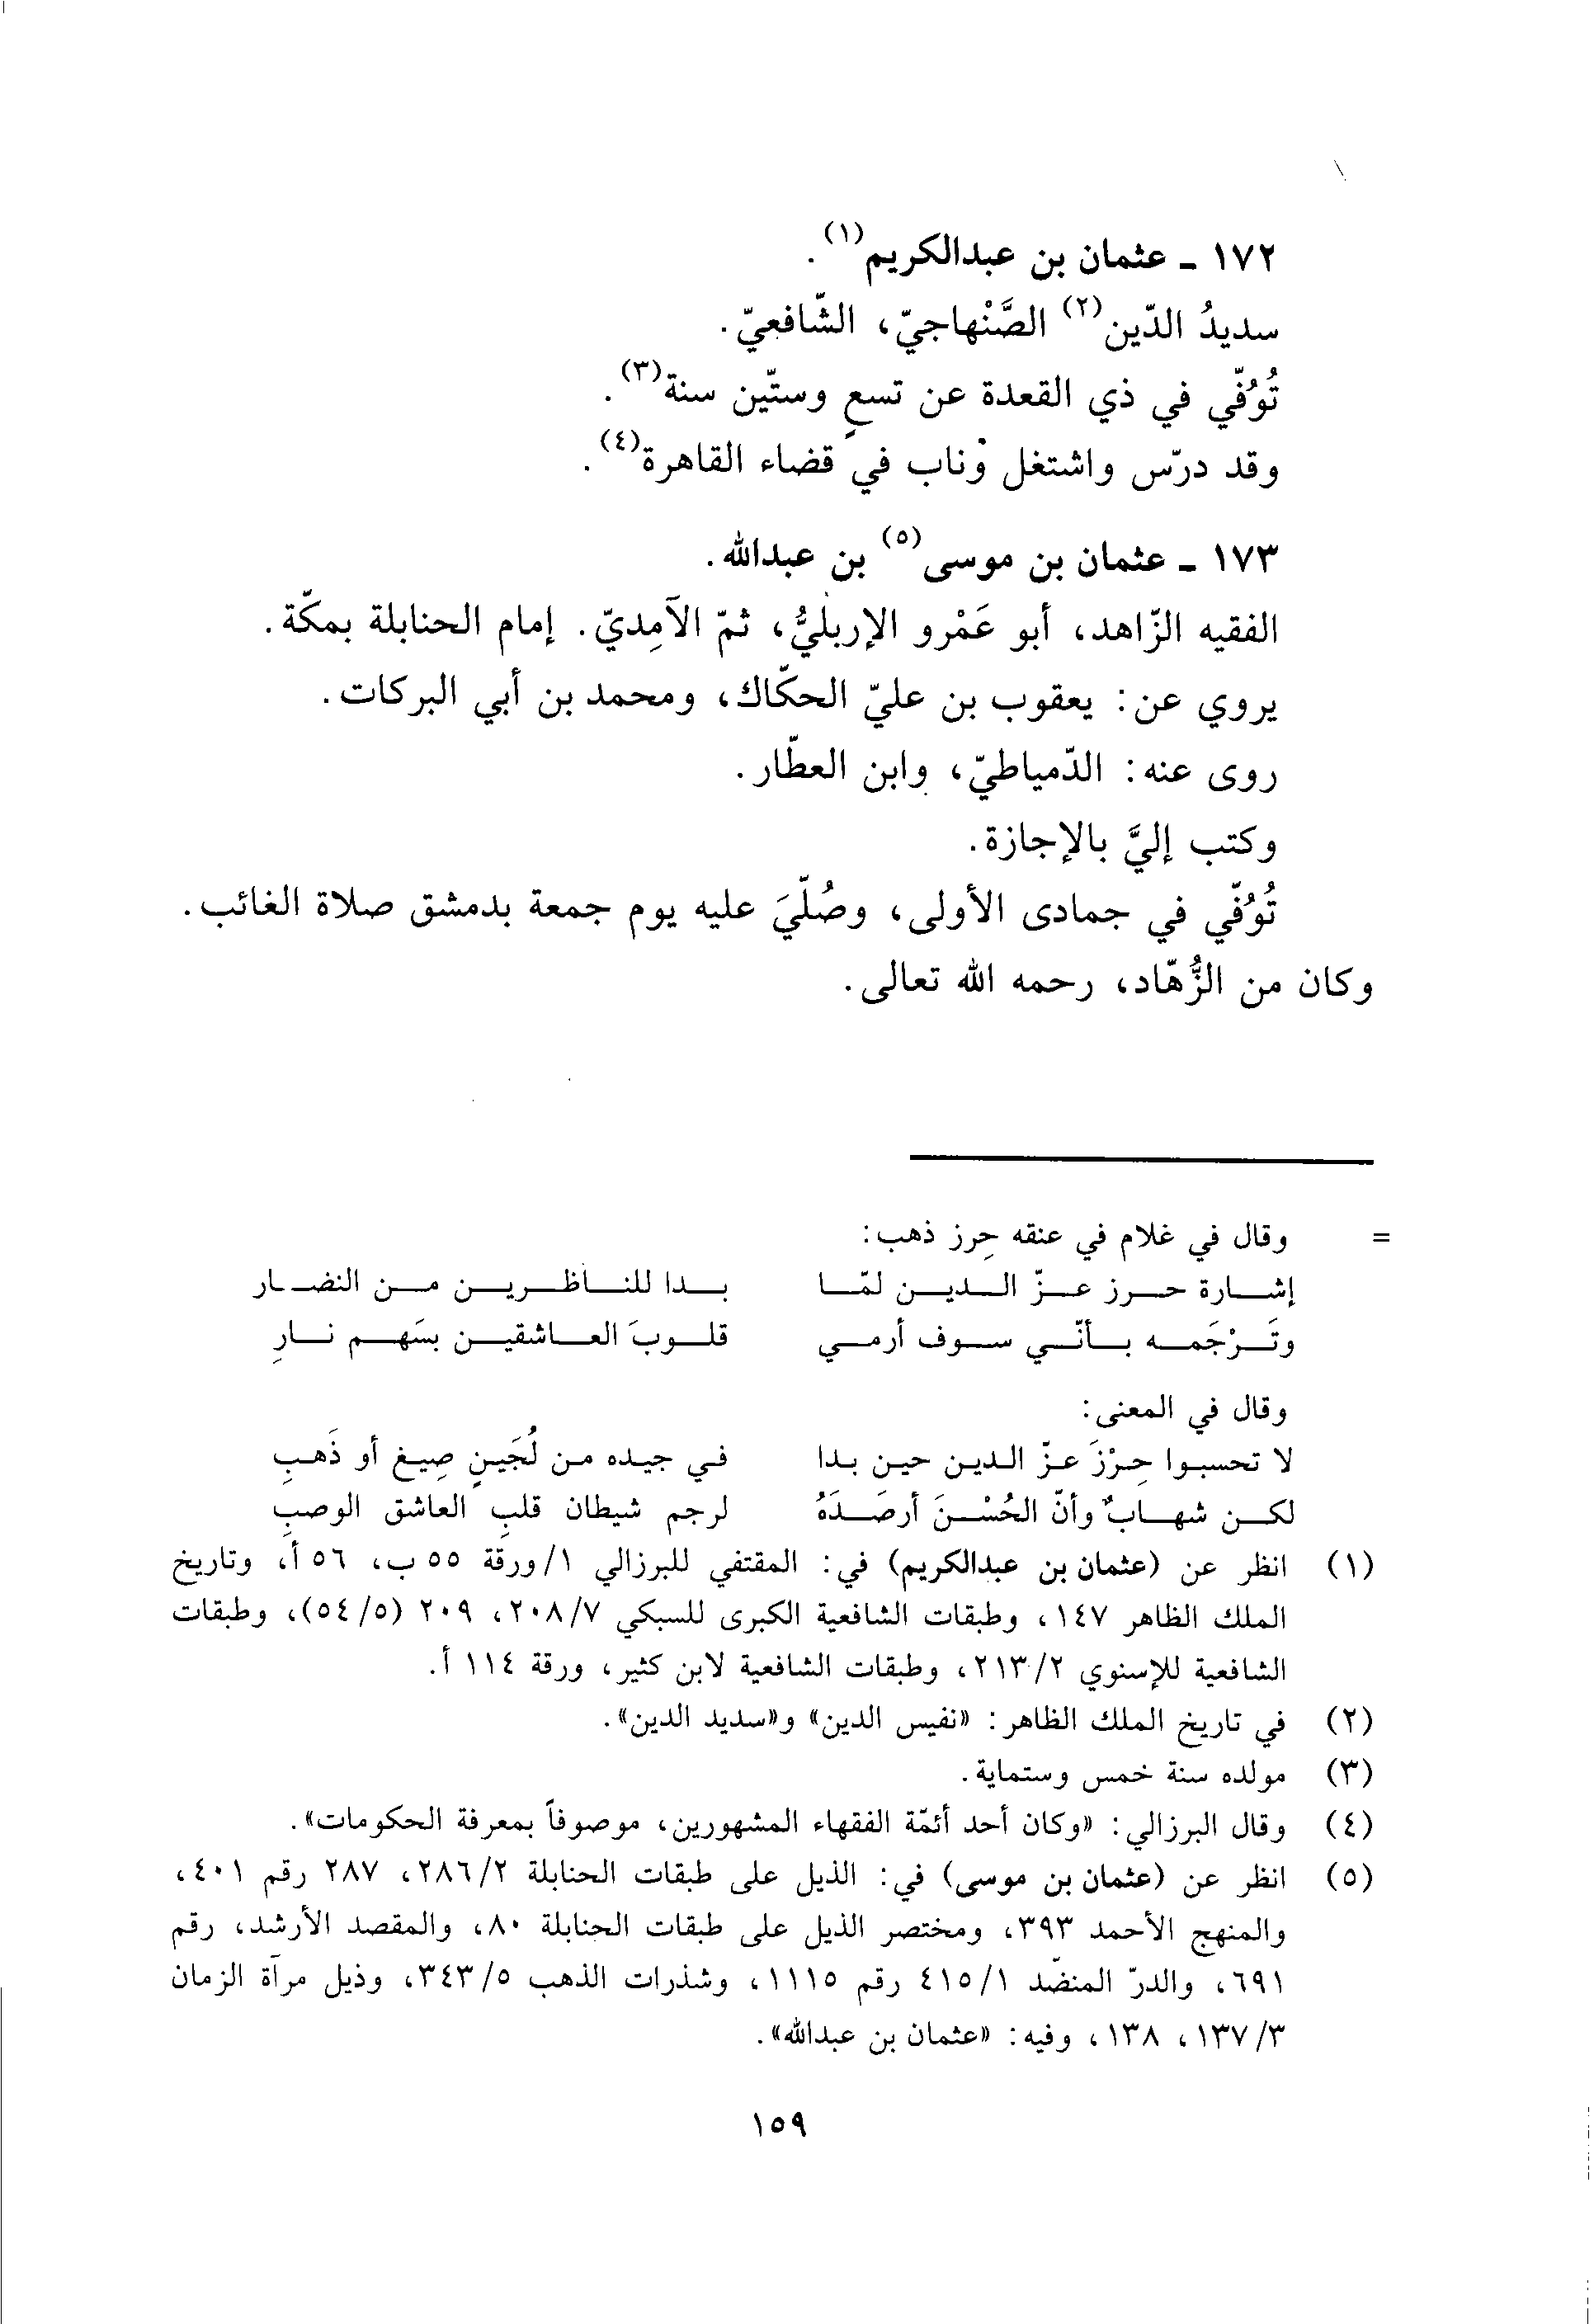 ١٧٢ - عثمان بن عبدالكريم(١).
سديدُ الدّين(٢) الصَّنْهاجيّ، الشّافعيّ.
تُوُفّي في ذي القعدة عن تسعٍ وستّين سنة(٣).
وقد درّس واشتغل وناب في قضاء القاهرة(٤).
١٧٣ - عثمان بن موسى(٥) بن عبدالله.
الفقيه الزّاهد، أبو عَمْرو الإربليُّ، ثمّ الآمِديّ. إمام الحنابلة بمكّة.
يروي عن: يعقوب بن عليّ الحكّاك، ومحمد بن أبي البركات.
روى عنه: الدّمياطيّ، وابن العطّار.
وكتب إليَّ بالإجازة.
تُوُفّي في جمادى الأولى، وصُلّيَ عليه يوم جمعة بدمشق صلاة الغائب.
وكان من الزُّهّاد، رحمه الله تعالى.
= وقال في غلام في عنقه حِرز ذهب:
إشارة حرز عزّ الدين لمّا بدا للناظرين من النضار
وتَرْجَمه بأنّي سوف أرمي قلوبَ العاشقين بسَهم نارِ
وقال في المعنى:
لا تحسبوا حِرْزَ عزّ الدين حين بدا في جيده من لُجَينٍ صِيغ أو ذَهبِ
لكن شهابٌ وأنّ الحُسْنَ أرصَدَهُ لرجم شيطان قلبِ العاشق الوصبِ
(١) انظر عن (عثمان بن عبدالكريم) في: المقتفي للبرزالي ١/ورقة ٥٥ ب، ٥٦ أ، وتاريخ
الملك الظاهر ١٤٧، وطبقات الشافعية الكبرى للسبكي ٢٠٨/٧، ٢٠٩ (٥٤/٥)، وطبقات
الشافعية للإسنوي ٢١٣/٢، وطبقات الشافعية لابن كثير، ورقة ١١٤ أ.
(٢) في تاريخ الملك الظاهر: «نفيس الدين» و«سديد الدين».
(٣) مولده سنة خمس وستماية.
(٤) وقال البرزالي: «وكان أحد أئمّة الفقهاء المشهورين، موصوفاً بمعرفة الحكومات».
(٥) انظر عن (عثمان بن موسى) في: الذيل على طبقات الحنابلة ٢٨٦/٢، ٢٨٧ رقم ٤٠١،
والمنهج الأحمد ٣٩٣، ومختصر الذيل على طبقات الحنابلة ٨٠، والمقصد الأرشد، رقم
٦٩١، والدرّ المنضّد ٤١٥/١ رقم ١١١٥، وشذرات الذهب ٣٤٣/٥، وذيل مرآة الزمان
١٣٧/٣، ١٣٨، وفيه: «عثمان بن عبدالله».
١٥٩